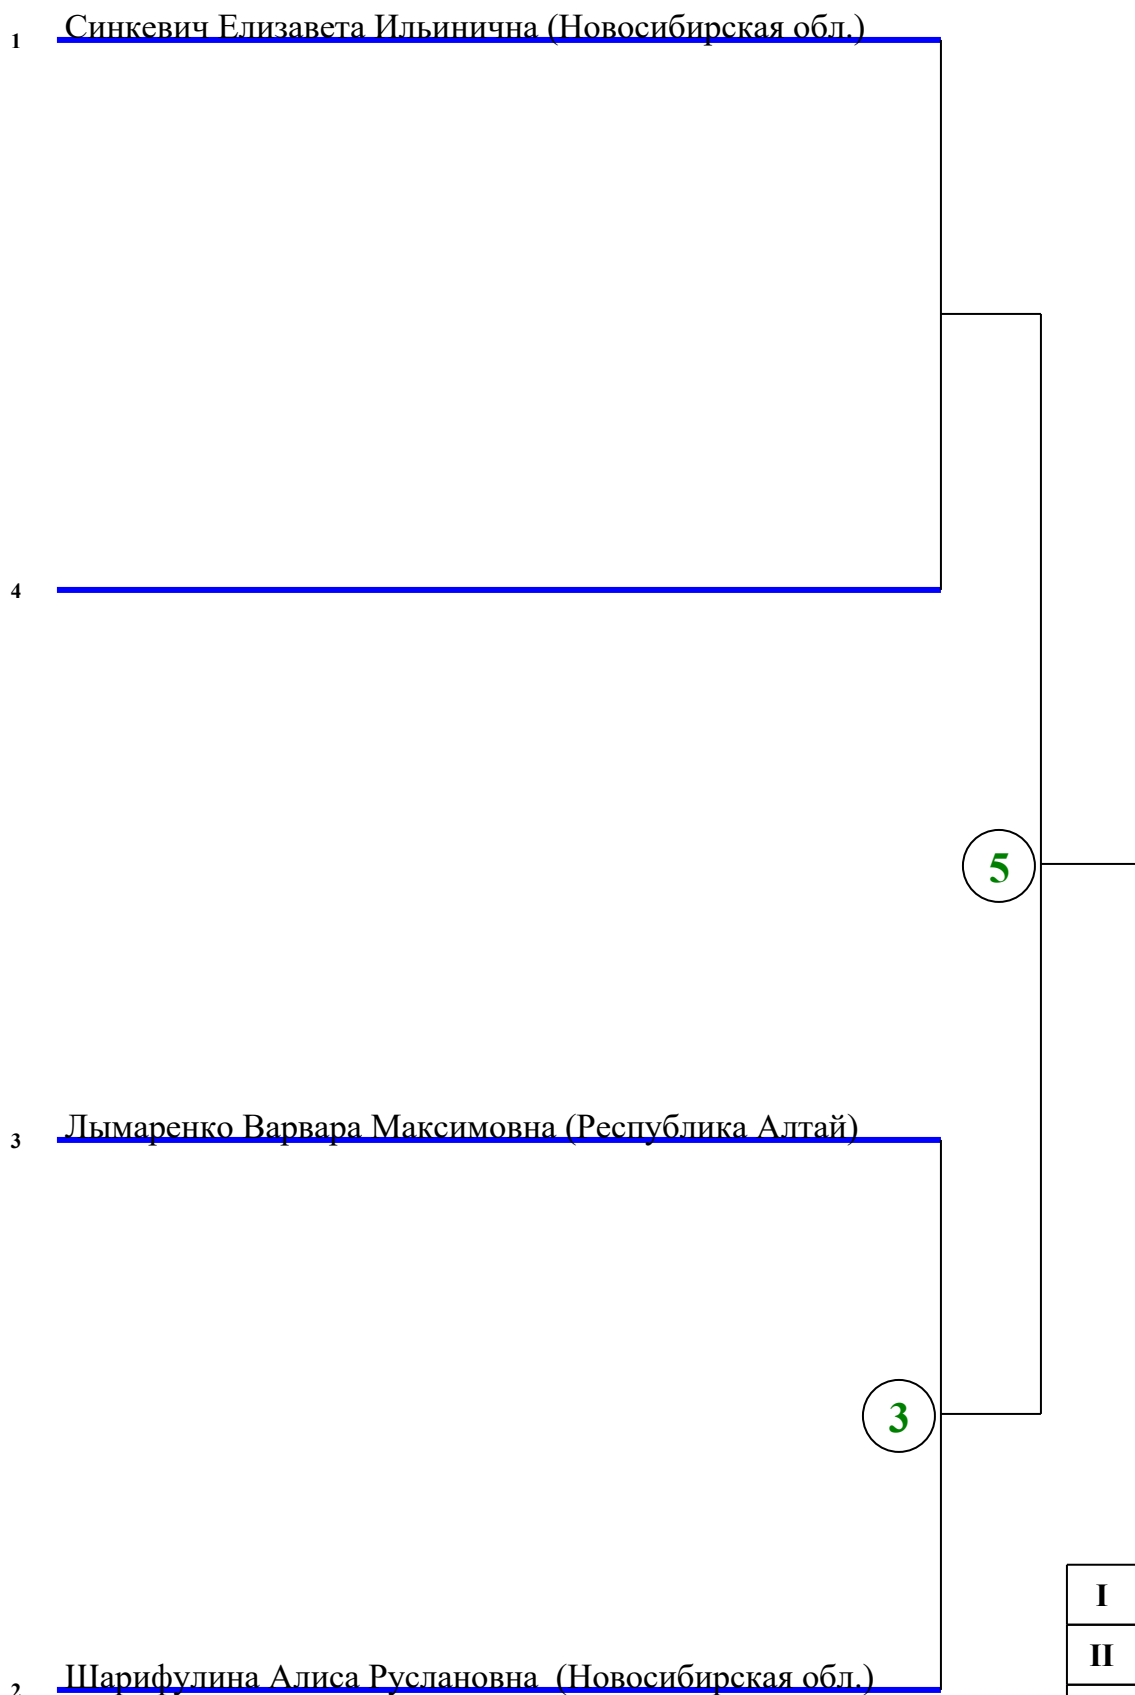 1 Синкевич Елизавета Ильинична (Новосибирская обл.)
4
5
3 Лымаренко Варвара Максимовна (Республика Алтай)
3
I
II
2 Шарифулина Алиса Руслановна (Новосибирская обл.)